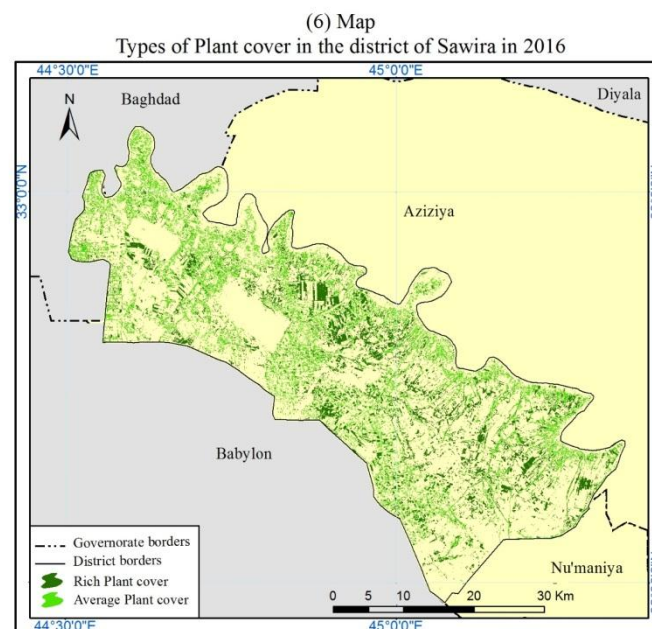 (6) Map
Types of Plant cover in the district of Sawira in 2016
44°30'0"E
45°0'0"E
N
Baghdad
Diyala
33°0'0"N
Aziziya
Babylon
Nu'maniya
Governorate borders
District borders
Rich Plant cover
Average Plant cover
0 5 10 20 30 Km
44°30'0"E
45°0'0"E